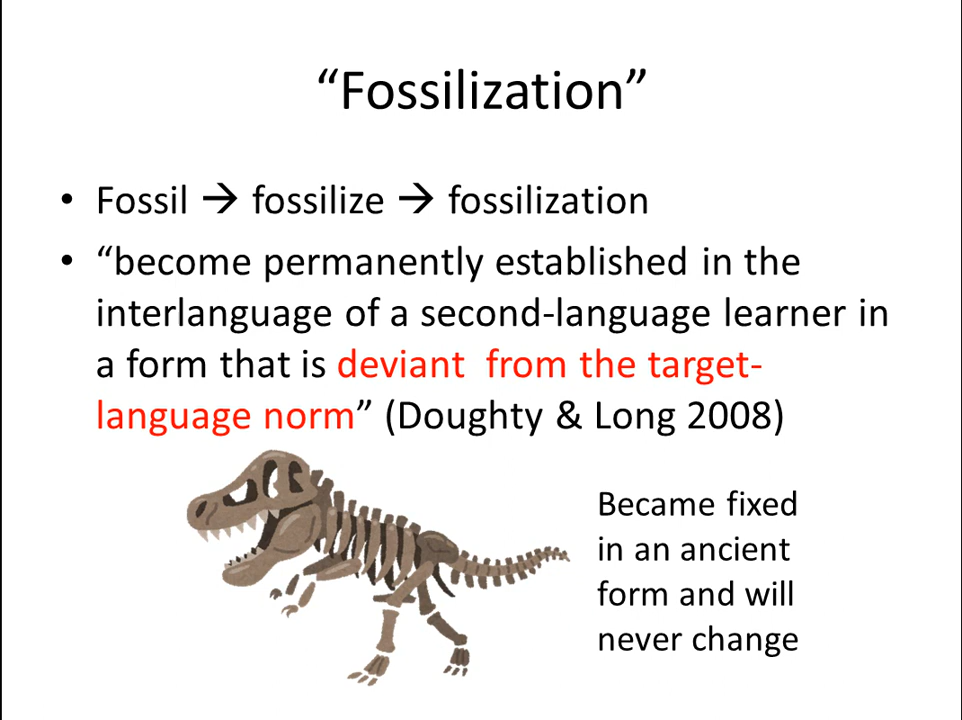 “Fossilization”
• Fossil → fossilize → fossilization
• “become permanently established in the
interlanguage of a second-language learner in
a form that is deviant  from the target-
language norm” (Doughty & Long 2008)
Became fixed
in an ancient
form and will
never change